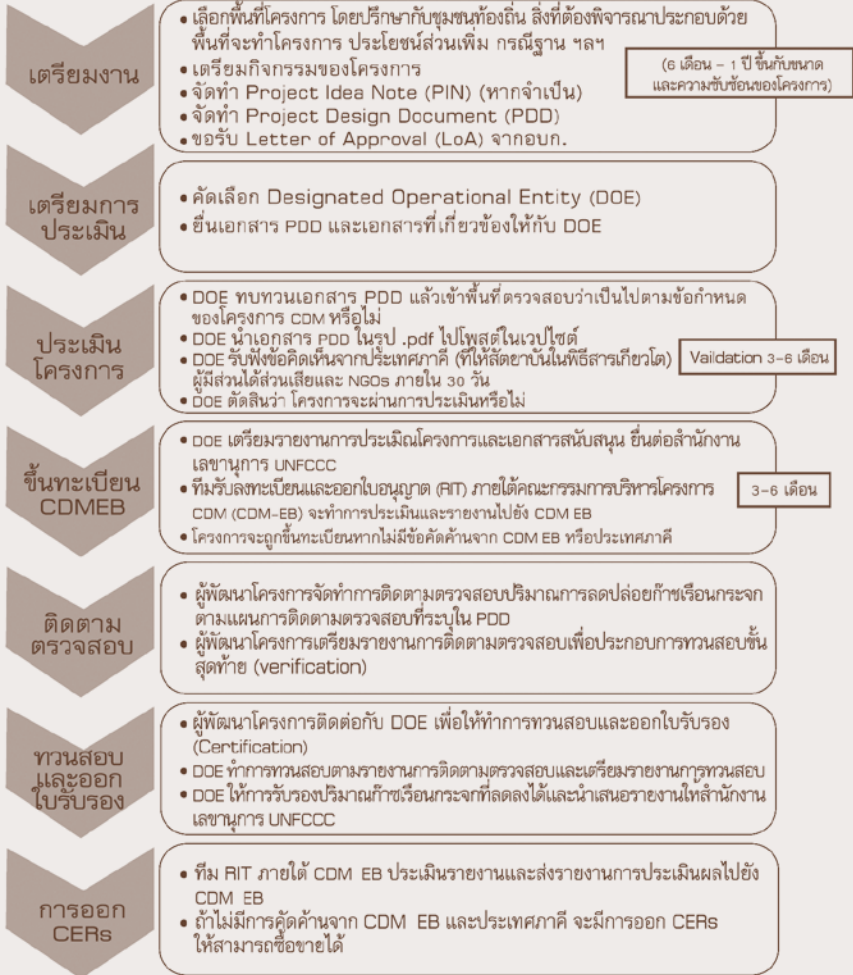 เตรียมงาน
• เลือกพื้นที่โครงการ โดยปรึกษากับชุมชนท้องถิ่น สิ่งที่ต้องพิจารณาประกอบด้วย
พื้นที่จะทำโครงการ ประโยชน์ส่วนเพิ่ม กรณีฐาน ฯลฯ
• เตรียมกิจกรรมของโครงการ
• จัดทำ Project Idea Note (PIN) (หากจำเป็น)
• จัดทำ Project Design Document (PDD)
• ขอรับ Letter of Approval (LoA) จากอบก.
(6 เดือน – 1 ปี ขึ้นกับขนาด
และความซับซ้อนของโครงการ)
เตรียมการ
ประเมิน
• คัดเลือก Designated Operational Entity (DOE)
• ยื่นเอกสาร PDD และเอกสารที่เกี่ยวข้องให้กับ DOE
ประเมิน
โครงการ
• DOE ทบทวนเอกสาร PDD แล้วเข้าพื้นที่ตรวจสอบว่าเป็นไปตามข้อกำหนด
ของโครงการ CDM หรือไม่
• DOE นำเอกสาร PDD ในรูป .pdf ไปโพสต์ในเวปไซต์
• DOE รับฟังข้อคิดเห็นจากประเทศภาคี (ที่ให้สัตยาบันในพิธีสารเกียวโต)
ผู้มีส่วนได้ส่วนเสียและ NGOs ภายใน 30 วัน
• DOE ตัดสินว่า โครงการจะผ่านการประเมินหรือไม่
Vaildation 3-6 เดือน
ขึ้นทะเบียน
CDMEB
• DOE เตรียมรายงานการประเมิณโครงการและเอกสารสนับสนุน ยื่นต่อสำนักงาน
เลขานุการ UNFCCC
• ทีมรับลงทะเบียนและออกใบอนุญาต (RIT) ภายใต้คณะกรรมการบริหารโครงการ
CDM (CDM-EB) จะทำการประเมินและรายงานไปยัง CDM EB
• โครงการจะถูกขึ้นทะเบียนหากไม่มีข้อคัดค้านจาก CDM EB หรือประเทศภาคี
3-6 เดือน
ติดตาม
ตรวจสอบ
• ผู้พัฒนาโครงการจัดทำการติดตามตรวจสอบปริมาณการลดปล่อยก๊าซเรือนกระจก
ตามแผนการติดตามตรวจสอบที่ระบุใน PDD
• ผู้พัฒนาโครงการเตรียมรายงานการติดตามตรวจสอบเพื่อประกอบการทวนสอบขั้น
สุดท้าย (verification)
ทวนสอบ
และออก
ใบรับรอง
• ผู้พัฒนาโครงการติดต่อกับ DOE เพื่อให้ทำการทวนสอบและออกใบรับรอง
(Certification)
• DOE ทำการทวนสอบตามรายงานการติดตามตรวจสอบและเตรียมรายงานการทวนสอบ
• DOE ให้การรับรองปริมาณก๊าซเรือนกระจกที่ลดลงได้และนำเสนอรายงานให้สำนักงาน
เลขานุการ UNFCCC
การออก
CERs
• ทีม RIT ภายใต้ CDM EB ประเมินรายงานและส่งรายงานการประเมินผลไปยัง
CDM EB
• ถ้าไม่มีการคัดค้านจาก CDM EB และประเทศภาคี จะมีการออก CERs
ให้สามารถซื้อขายได้